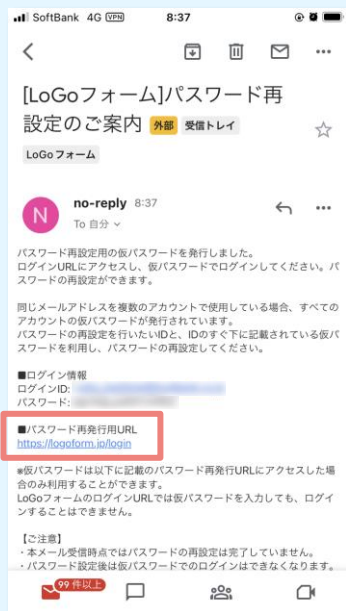 SoftBank 4G VPN 8:37
[LoGoフォーム]パスワード再
設定のご案内 外部 受信トレイ
LoGoフォーム
N
no-reply 8:37
To 自分
パスワード再設定用の仮パスワードを発行しました。
ログインURLにアクセスし、仮パスワードでログインしてください。パ
スワードの再設定ができます。
同じメールアドレスを複数のアカウントで使用している場合、すべての
アカウントの仮パスワードが発行されています。
パスワードの再設定を行いたいIDと、IDのすぐ下に記載されている仮パ
スワードを利用し、パスワードの再設定してください。
■ログイン情報
ログインID:
パスワード:
■パスワード再発行用URL
https://logoform.jp/login
※仮パスワードは以下に記載のパスワード再発行URLにアクセスした場
合のみ利用することができます。
LoGoフォームのログインURLでは仮パスワードを入力しても、ログイ
ンすることはできません。
【ご注意】
・本メール受信時点ではパスワードの再設定は完了していません。
・パスワード設定後は仮パスワードでのログインはできなくなります。
99 件以上